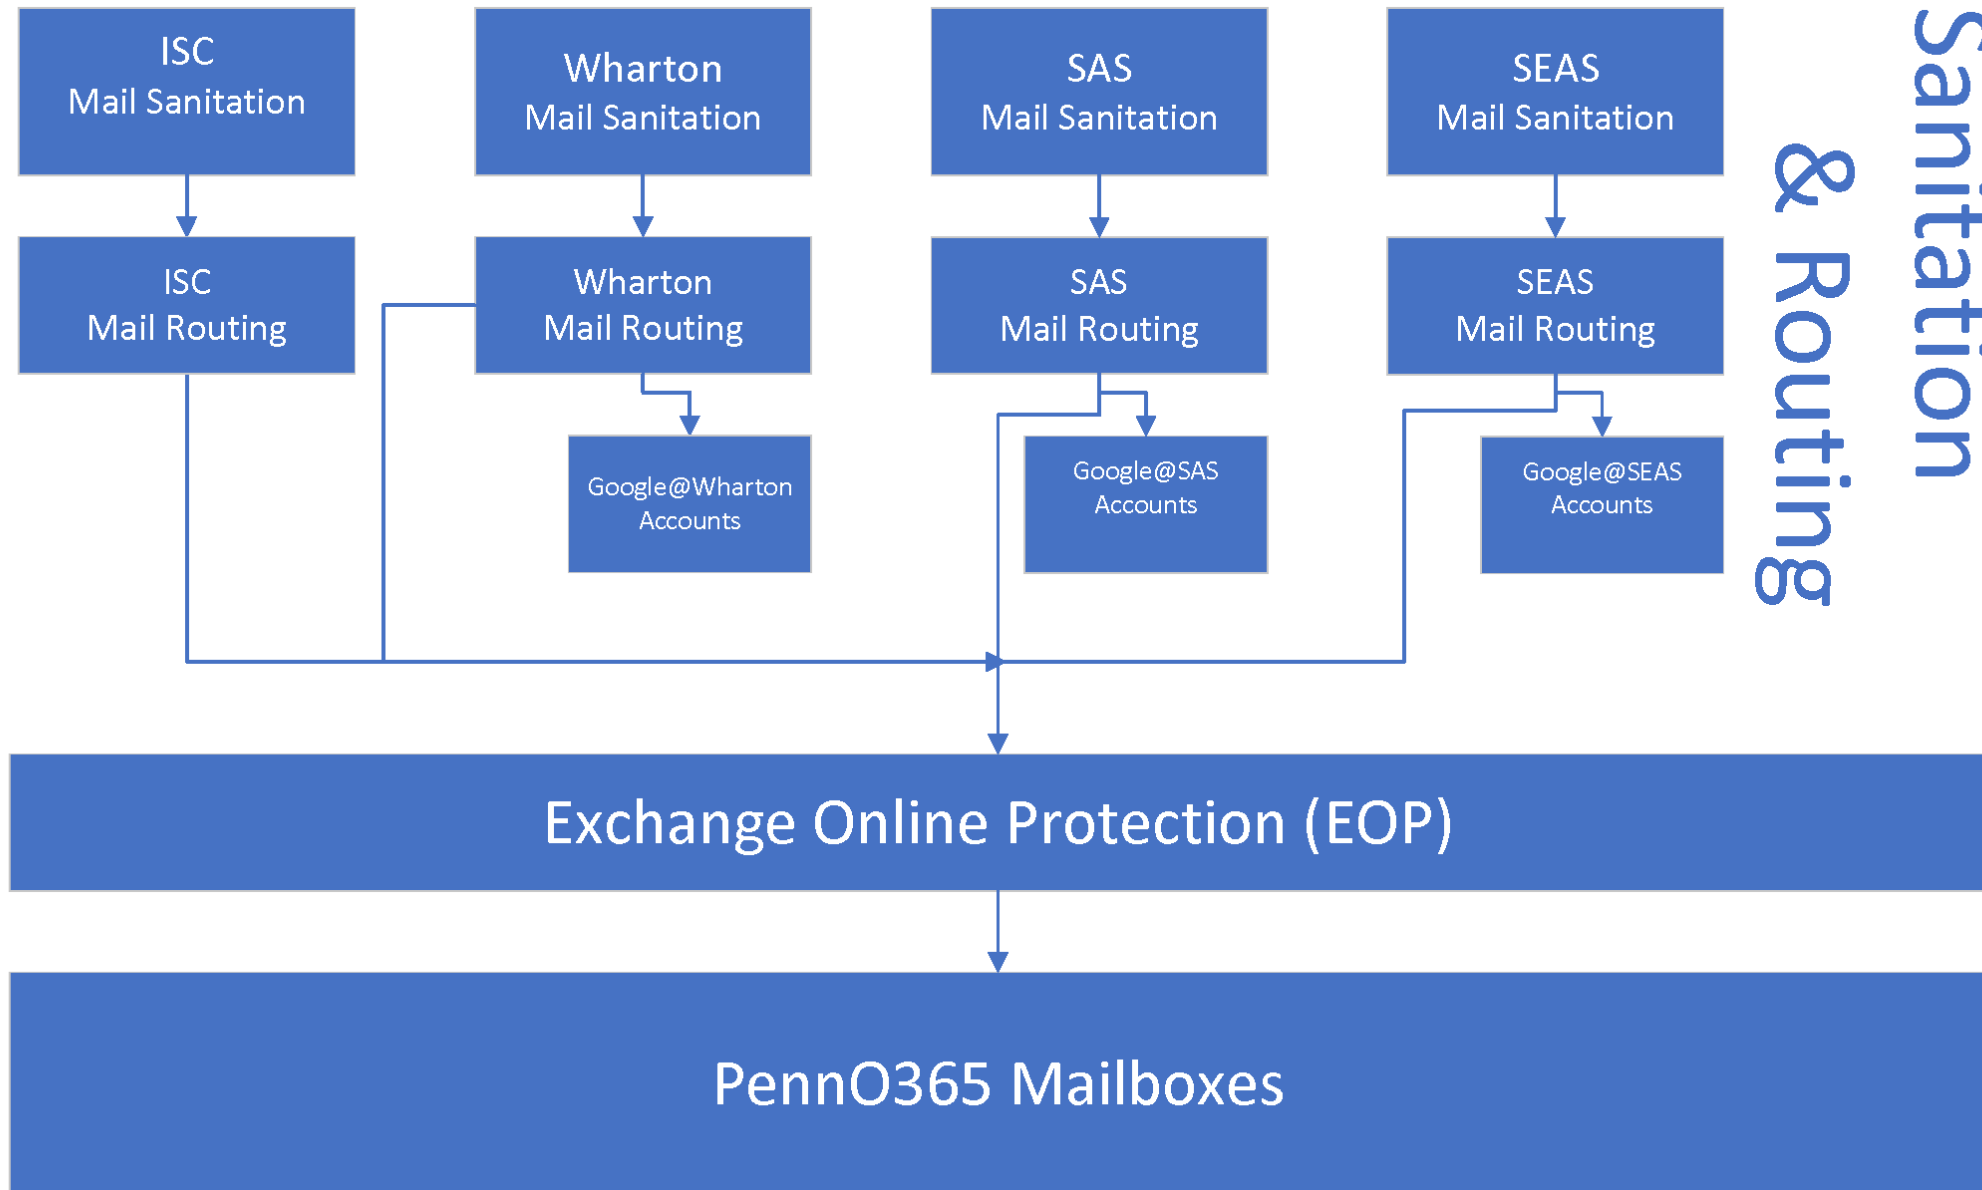 ISC
Mail Sanitation
Wharton
Mail Sanitation
SAS
Mail Sanitation
SEAS
Mail Sanitation
Sanitation
& Routing
ISC
Mail Routing
Wharton
Mail Routing
SAS
Mail Routing
SEAS
Mail Routing
Google@Wharton
Accounts
Google@SAS
Accounts
Google@SEAS
Accounts
Exchange Online Protection (EOP)
PennO365 Mailboxes